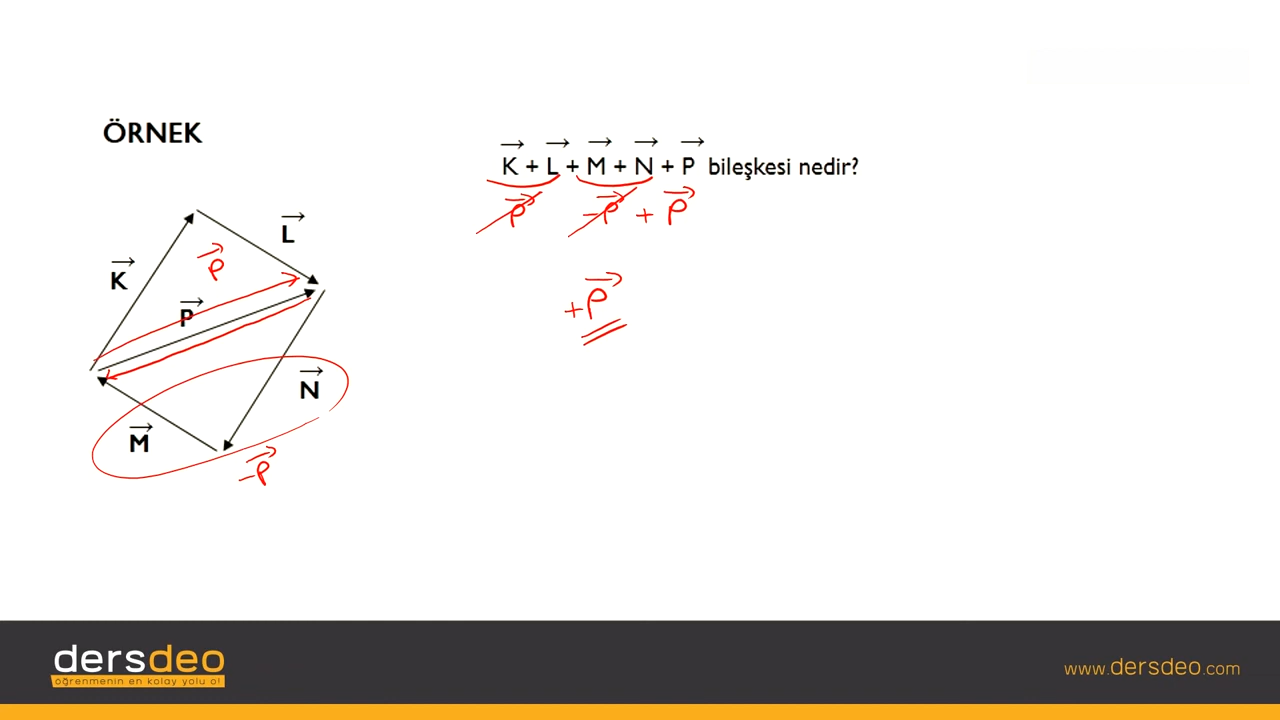 ÖRNEK
K + L + M + N + P bileşkesi nedir?
P -P + P
+P
L
K
P
P
N
M
-P
dersdeo
öğrenmenin en kolay yolu o!
www.dersdeo.com